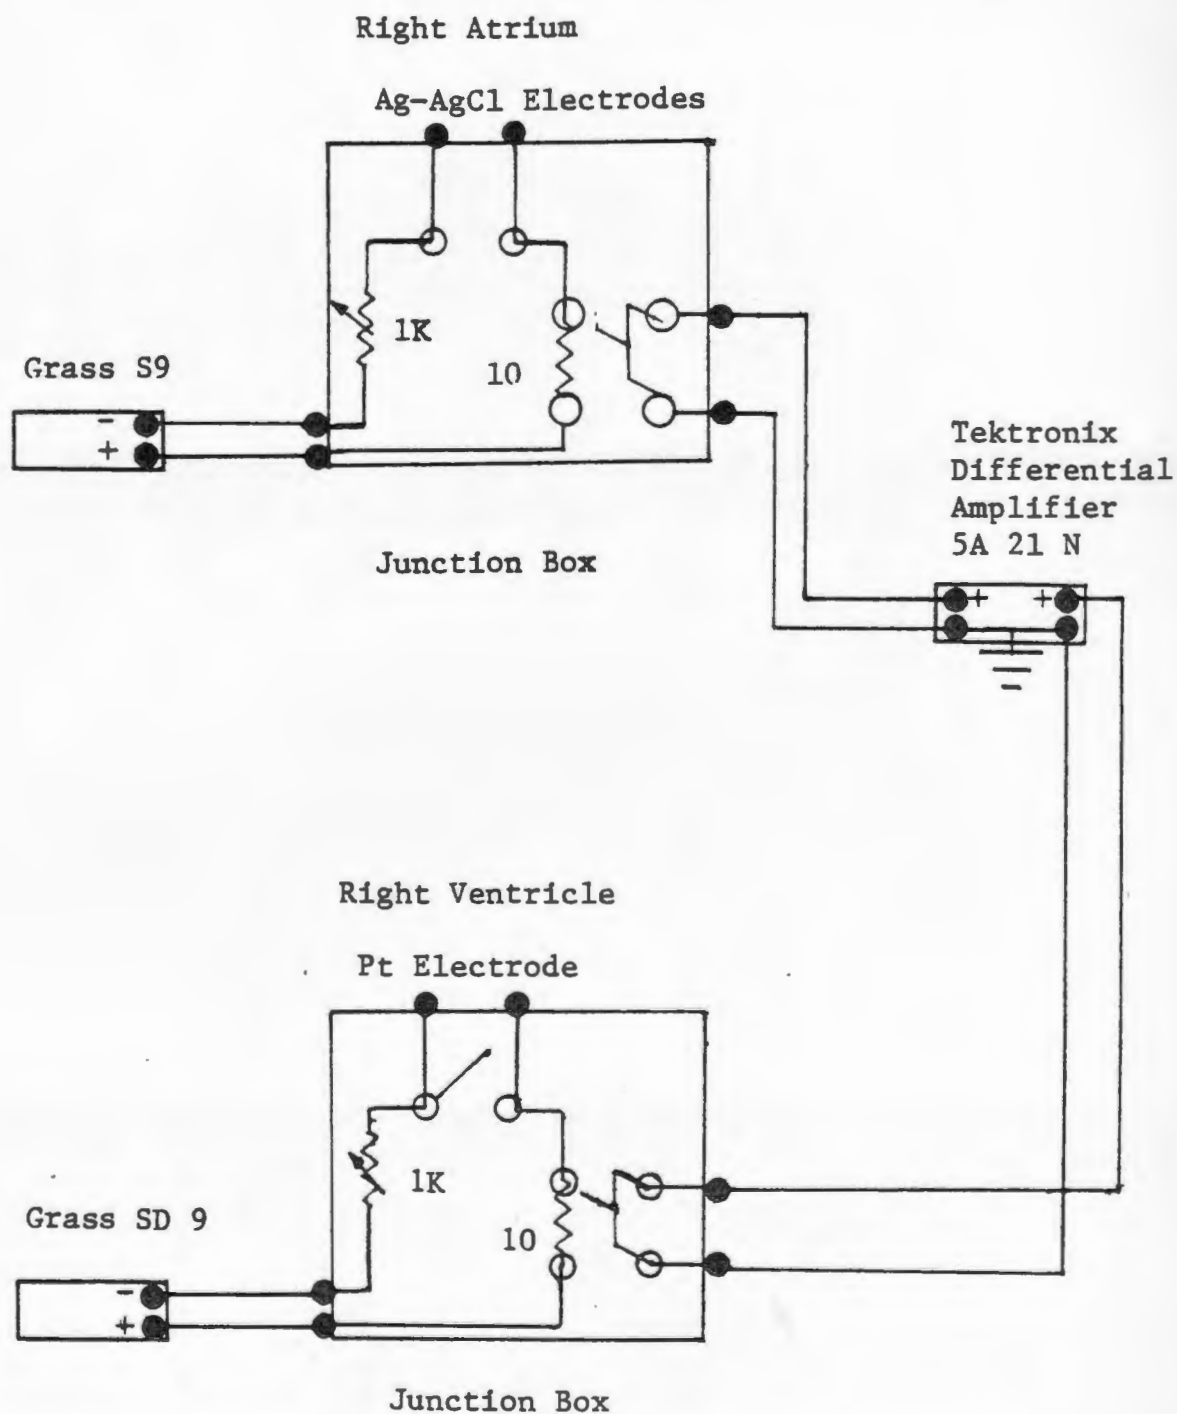 Right Atrium
Ag-AgCl Electrodes
1K
10
Grass S9
-
+
Junction Box
Tektronix
Differential
Amplifier
5A 21 N
+ +
Right Ventricle
Pt Electrode
1K
10
Grass SD 9
-
+
Junction Box